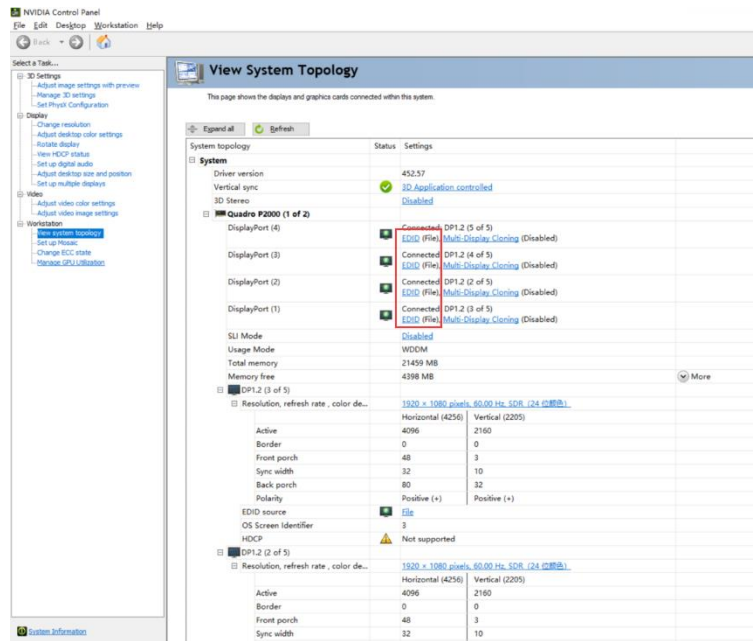 NVIDIA Control Panel
File Edit Desktop Workstation Help
Back
Select a Task...
3D Settings
Adjust image settings with preview
Manage 3D settings
Set PhysX Configuration
Display
Change resolution
Adjust desktop color settings
Rotate display
View HDCP status
Set up digital audio
Adjust desktop size and position
Set up multiple displays
Video
Adjust video color settings
Adjust video image settings
Workstation
View system topology
Set up Mosaic
Change ECC state
Manage GPU Utilization
System Information
View System Topology
This page shows the displays and graphics cards connected within this system.
Expand all Refresh
System topology Status Settings
System
Driver version 452.57
Vertical sync 3D Application controlled
3D Stereo Disabled
Quadro P2000 (1 of 2)
DisplayPort (4) Connected: DP1.2 (5 of 5)
EDID (File), Multi-Display Cloning (Disabled)
DisplayPort (3) Connected: DP1.2 (4 of 5)
EDID (File), Multi-Display Cloning (Disabled)
DisplayPort (2) Connected: DP1.2 (2 of 5)
EDID (File), Multi-Display Cloning (Disabled)
DisplayPort (1) Connected: DP1.2 (3 of 5)
EDID (File), Multi-Display Cloning (Disabled)
SLI Mode Disabled
Usage Mode WDDM
Total memory 21459 MB
Memory free 4398 MB More
DP1.2 (3 of 5)
Resolution, refresh rate , color de... 1920 × 1080 pixels, 60.00 Hz, SDR (24 位颜色)
Horizontal (4256) Vertical (2205)
Active 4096 2160
Border 0 0
Front porch 48 3
Sync width 32 10
Back porch 80 32
Polarity Positive (+) Positive (+)
EDID source File
OS Screen Identifier 3
HDCP Not supported
DP1.2 (2 of 5)
Resolution, refresh rate , color de... 1920 × 1080 pixels, 60.00 Hz, SDR (24 位颜色)
Horizontal (4256) Vertical (2205)
Active 4096 2160
Border 0 0
Front porch 48 3
Sync width 32 10